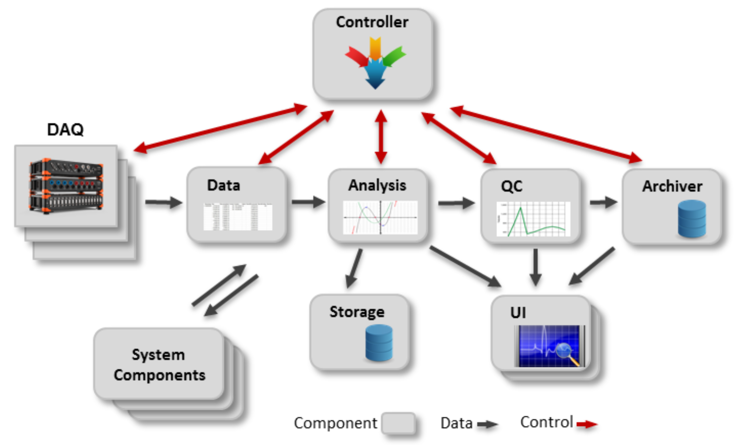 Controller
DAQ
Data
Analysis
QC
Archiver
Storage
UI
System
Components
Component
Data
Control